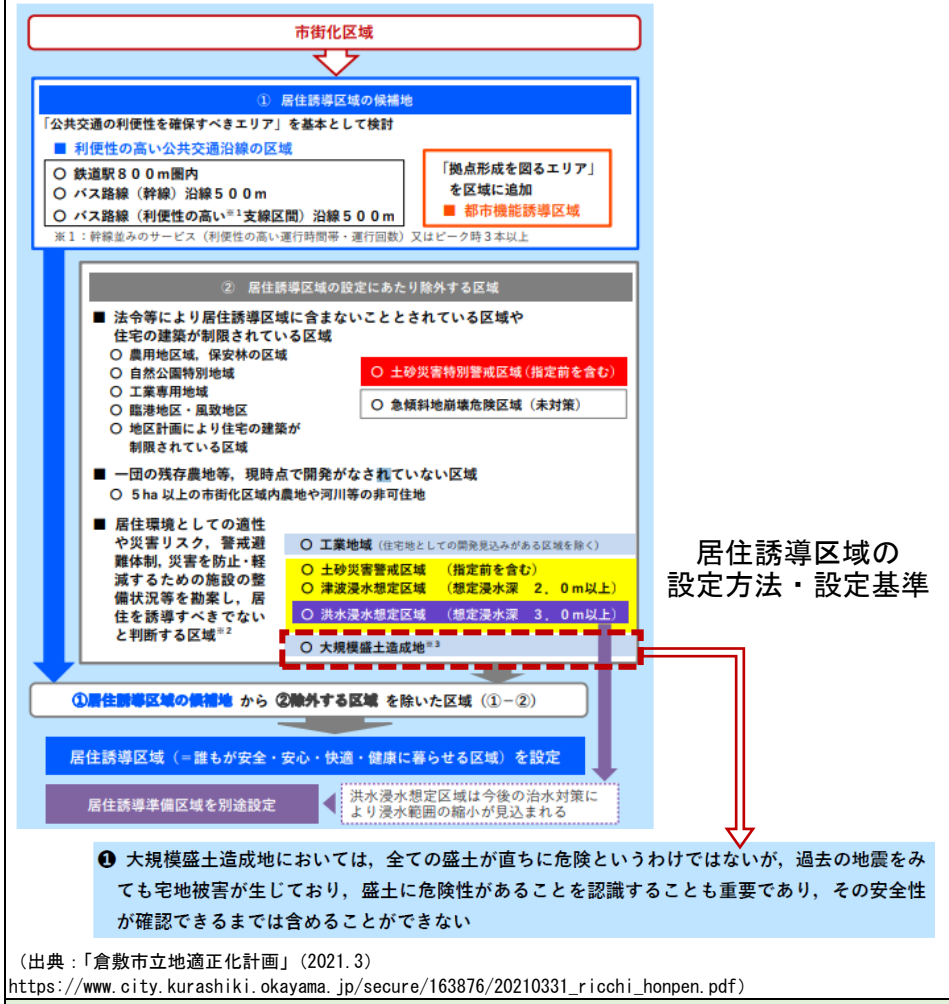 市街化区域
① 居住誘導区域の候補地
「公共交通の利便性を確保すべきエリア」を基本として検討
■ 利便性の高い公共交通沿線の区域
○ 鉄道駅８００ｍ圏内
○ バス路線（幹線）沿線５００ｍ
○ バス路線（利便性の高い※１支線区間）沿線５００ｍ
「拠点形成を図るエリア」
を区域に追加
■ 都市機能誘導区域
※１：幹線並みのサービス（利便性の高い運行時間帯・運行回数）又はピーク時３本以上
② 居住誘導区域の設定にあたり除外する区域
■ 法令等により居住誘導区域に含まないこととされている区域や
住宅の建築が制限されている区域
○ 農用地区域，保安林の区域
○ 自然公園特別地域
○ 工業専用地域
○ 臨港地区・風致地区
○ 地区計画により住宅の建築が
制限されている区域
○ 土砂災害特別警戒区域（指定前を含む）
○ 急傾斜地崩壊危険区域（未対策）
■ 一団の残存農地等，現時点で開発がなされていない区域
○ ５ha 以上の市街化区域内農地や河川等の非可住地
■ 居住環境としての適性
や災害リスク，警戒避
難体制，災害を防止・軽
減するための施設の整
備状況等を勘案し，居
住を誘導すべきでない
と判断する区域※２
○ 工業地域（住宅地としての開発見込みがある区域を除く）
○ 土砂災害警戒区域 （指定前を含む）
○ 津波浸水想定区域 （想定浸水深 ２．０ｍ以上）
○ 洪水浸水想定区域 （想定浸水深 ３．０ｍ以上）
○ 大規模盛土造成地※３
居住誘導区域の
設定方法・設定基準
①居住誘導区域の候補地 から ②除外する区域 を除いた区域（①－②）
居住誘導区域（＝誰もが安全・安心・快適・健康に暮らせる区域）を設定
居住誘導準備区域を別途設定
洪水浸水想定区域は今後の治水対策に
より浸水範囲の縮小が見込まれる
❶ 大規模盛土造成地においては，全ての盛土が直ちに危険というわけではないが，過去の地震をみ
ても宅地被害が生じており，盛土に危険性があることを認識することも重要であり，その安全性
が確認できるまでは含めることができない
（出典：「倉敷市立地適正化計画」（2021.3）
https://www.city.kurashiki.okayama.jp/secure/163876/20210331_ricchi_honpen.pdf）